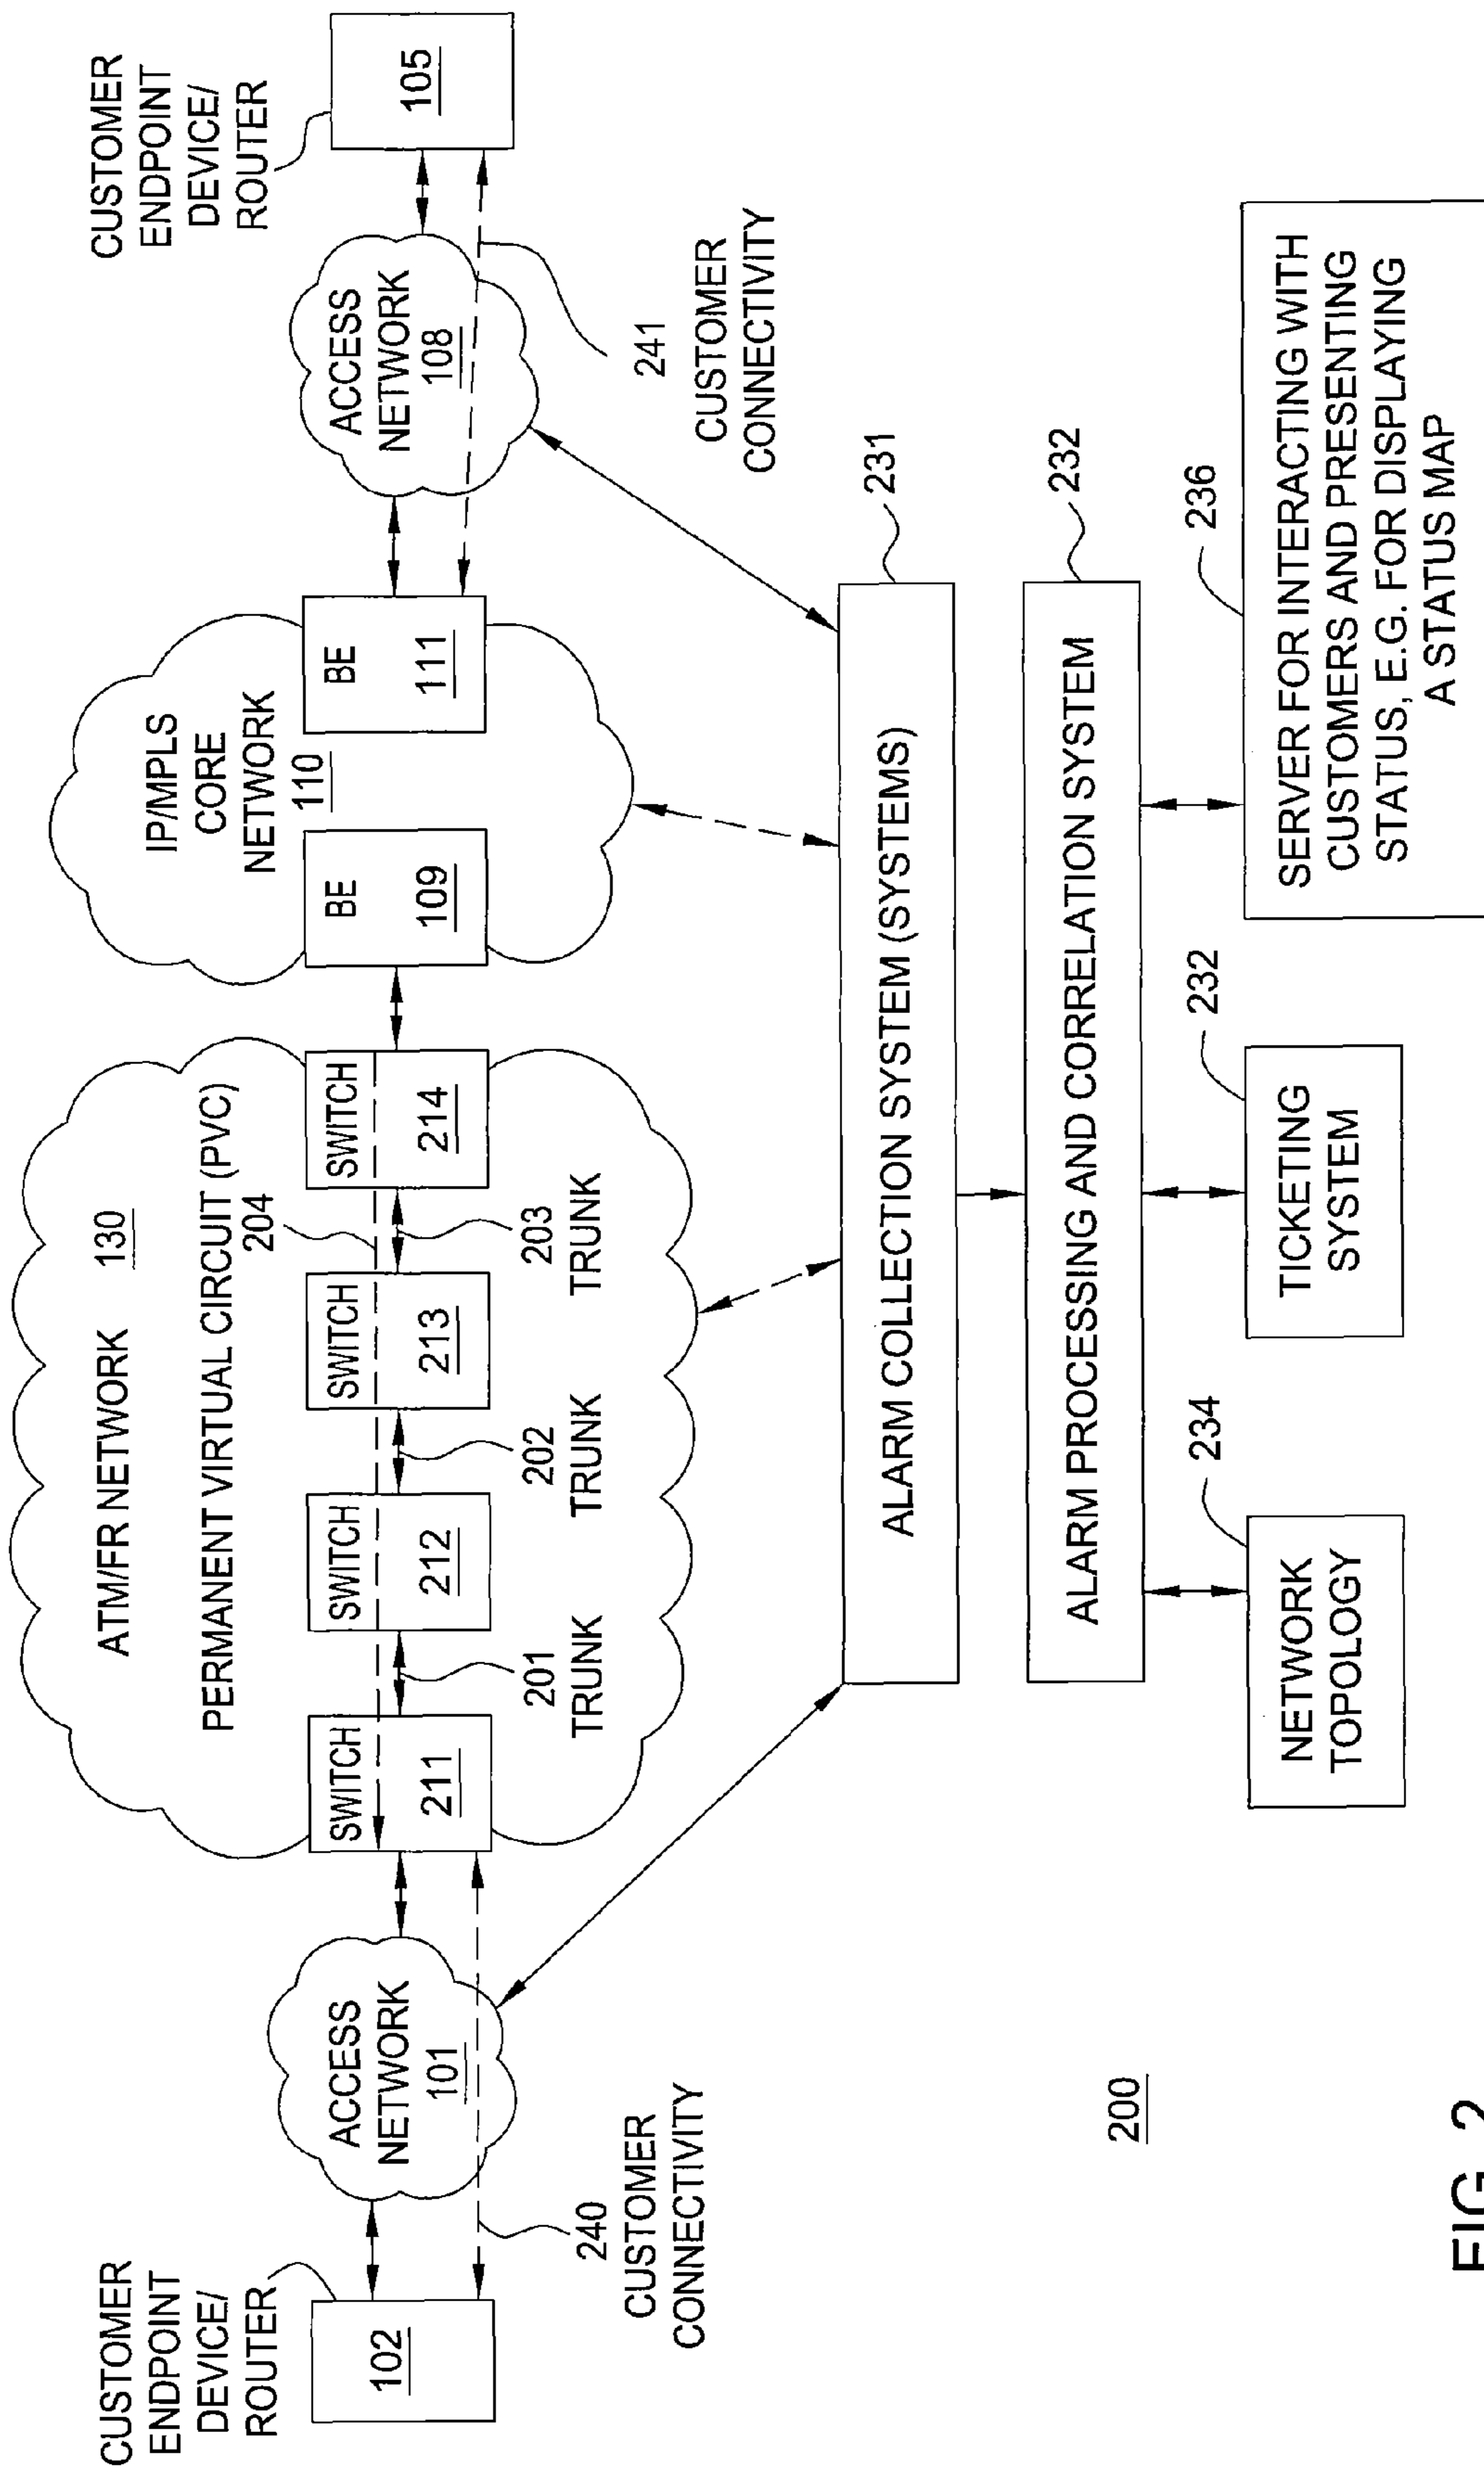 CUSTOMER
ENDPOINT
DEVICE/
ROUTER
102
ACCESS
NETWORK
101
240
CUSTOMER
CONNECTIVITY
ATM/FR NETWORK 130
PERMANENT VIRTUAL CIRCUIT (PVC)
204
SWITCH
211
SWITCH
212
SWITCH
213
SWITCH
214
201
TRUNK
202
TRUNK
203
TRUNK
IP/MPLS
CORE
NETWORK
110
BE
109
BE
111
ACCESS
NETWORK
108
CUSTOMER
ENDPOINT
DEVICE/
ROUTER
105
241
CUSTOMER
CONNECTIVITY
ALARM COLLECTION SYSTEM (SYSTEMS)
231
ALARM PROCESSING AND CORRELATION SYSTEM
232
234
NETWORK
TOPOLOGY
232
TICKETING
SYSTEM
236
SERVER FOR INTERACTING WITH
CUSTOMERS AND PRESENTING
STATUS, E.G. FOR DISPLAYING
A STATUS MAP
200
FIG. 2